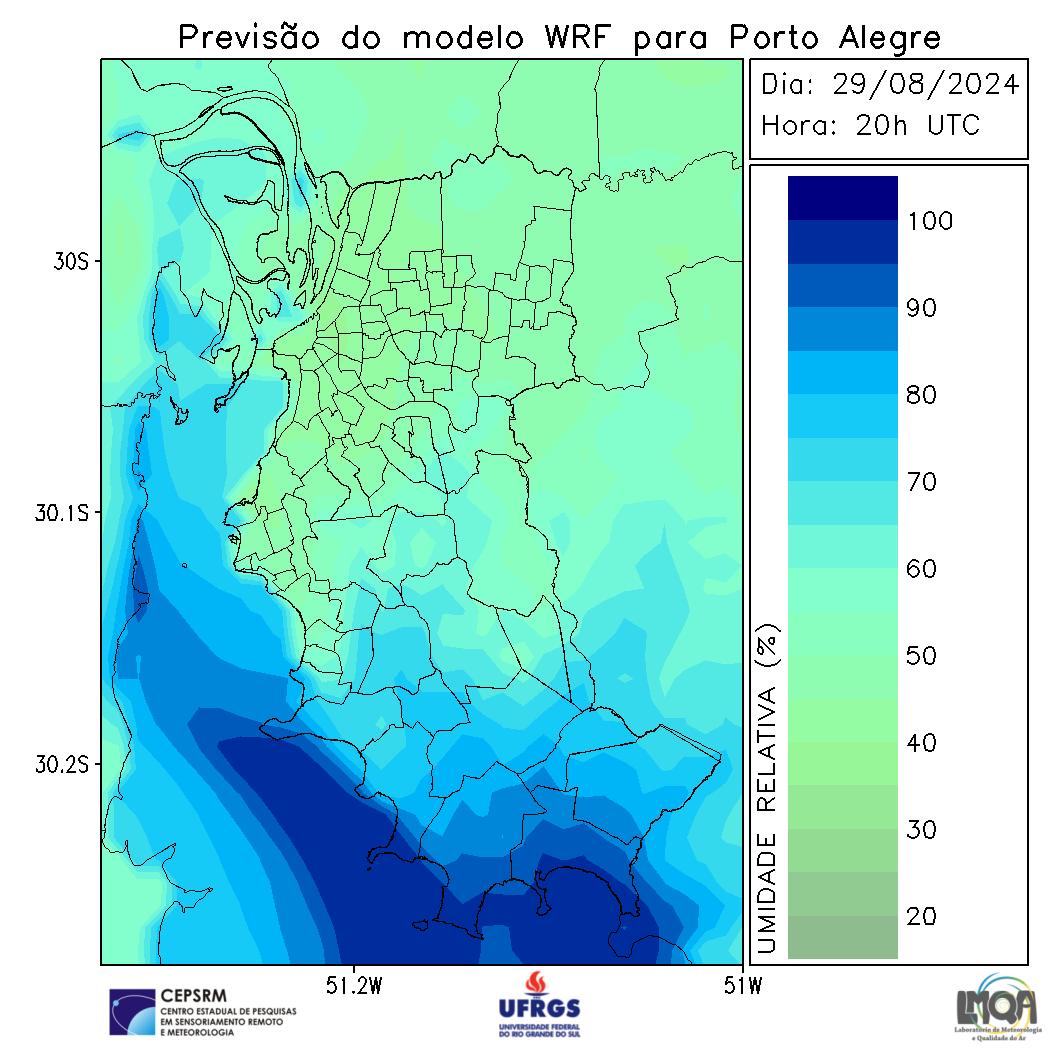 Previsão do modelo WRF para Porto Alegre
Dia: 29/08/2024
Hora: 20h UTC
30S
30.1S
30.2S
51.2W
51W
UMIDADE RELATIVA (%)
100
90
80
70
60
50
40
30
20
CEPSRM
CENTRO ESTADUAL DE PESQUISAS
EM SENSORIAMENTO REMOTO
E METEOROLOGIA
UFRGS
UNIVERSIDADE FEDERAL
DO RIO GRANDE DO SUL
LMQA
Laboratório de Meteorologia
e Qualidade do Ar